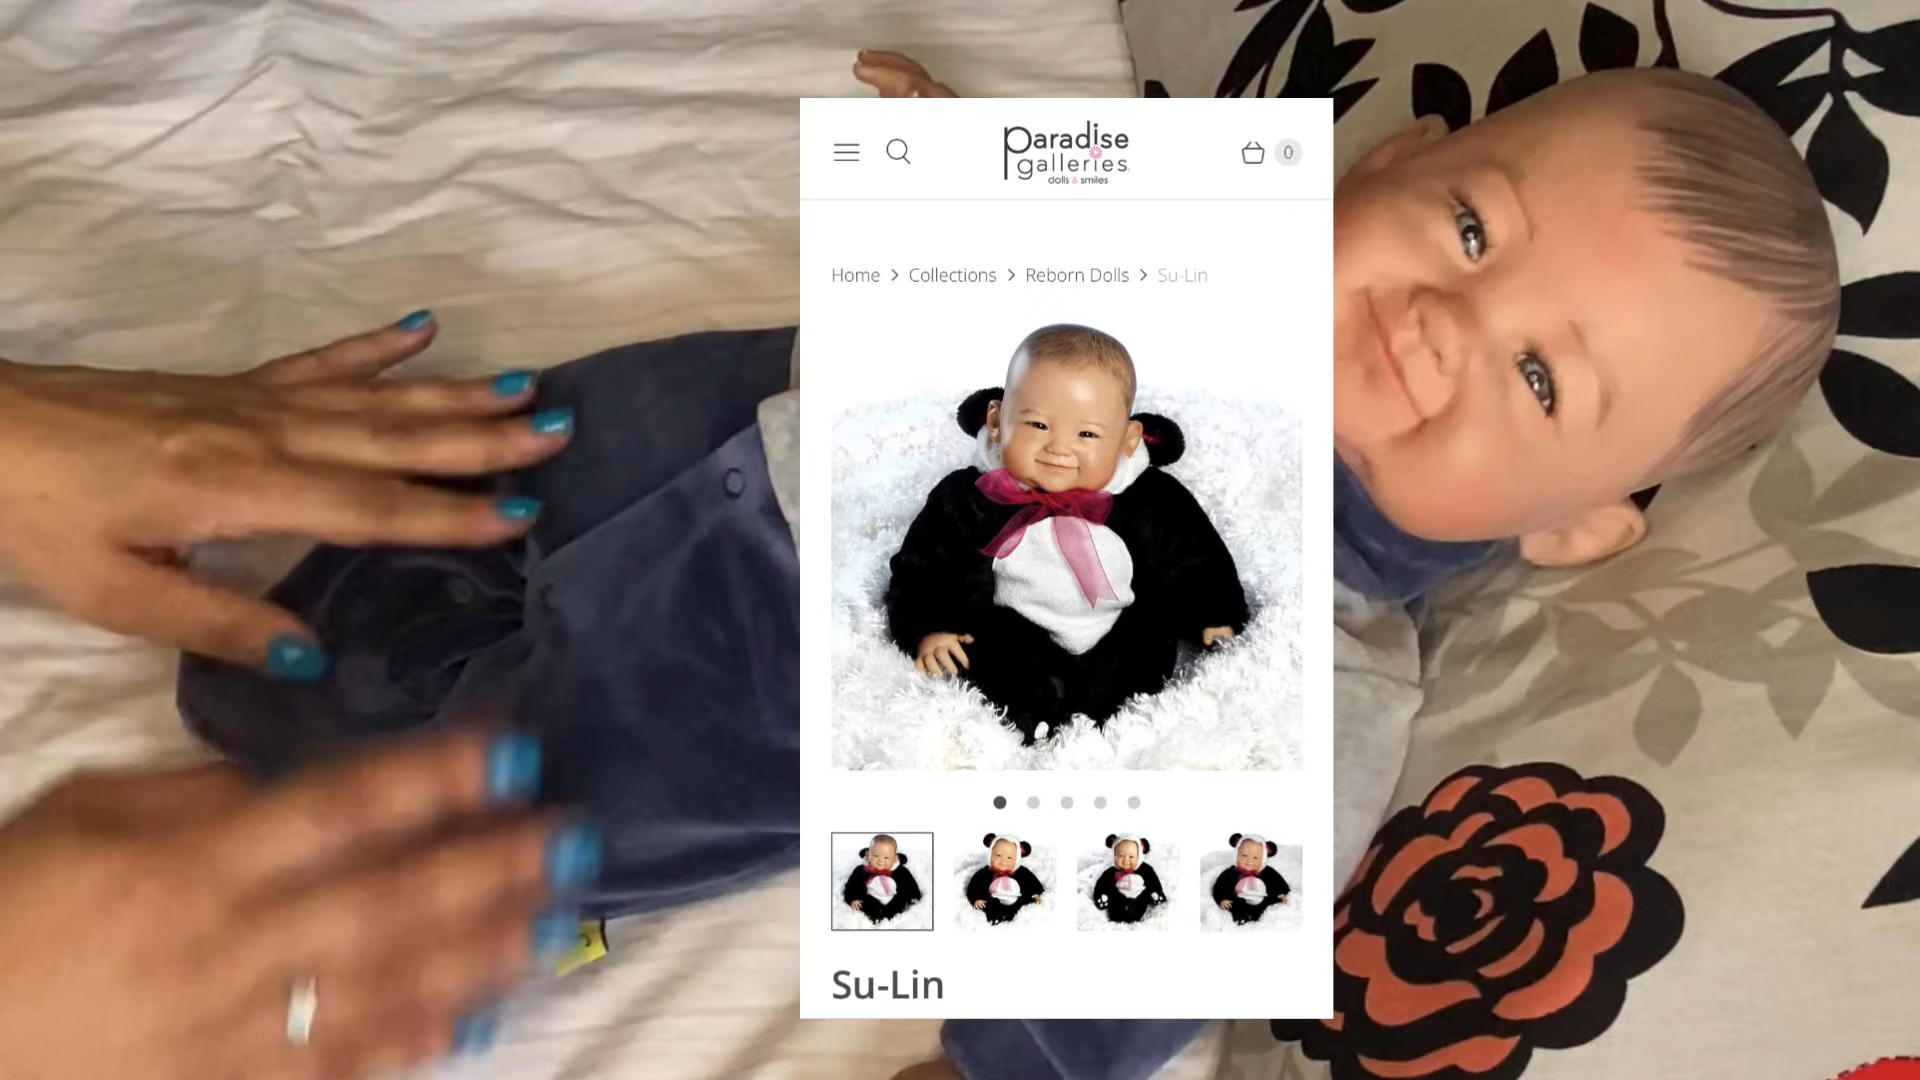 paradise
galleries
dolls & smiles
0
Home > Collections > Reborn Dolls > Su-Lin
Su-Lin